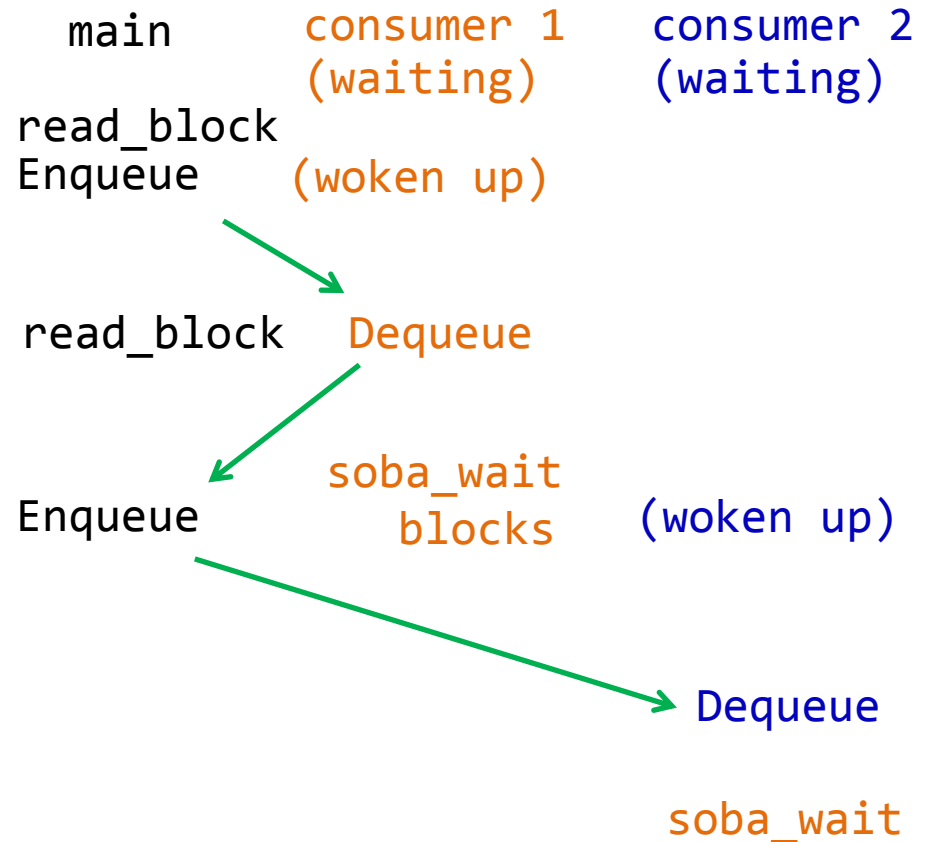 main consumer 1 consumer 2
(waiting) (waiting)
read_block
Enqueue (woken up)
read_block Dequeue
soba_wait
Enqueue blocks (woken up)
Dequeue
soba_wait